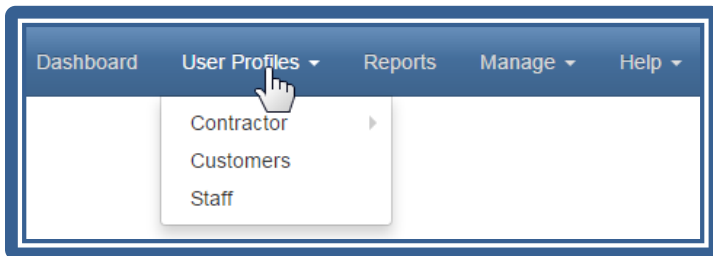 Dashboard User Profiles Reports Manage Help
Contractor
Customers
Staff